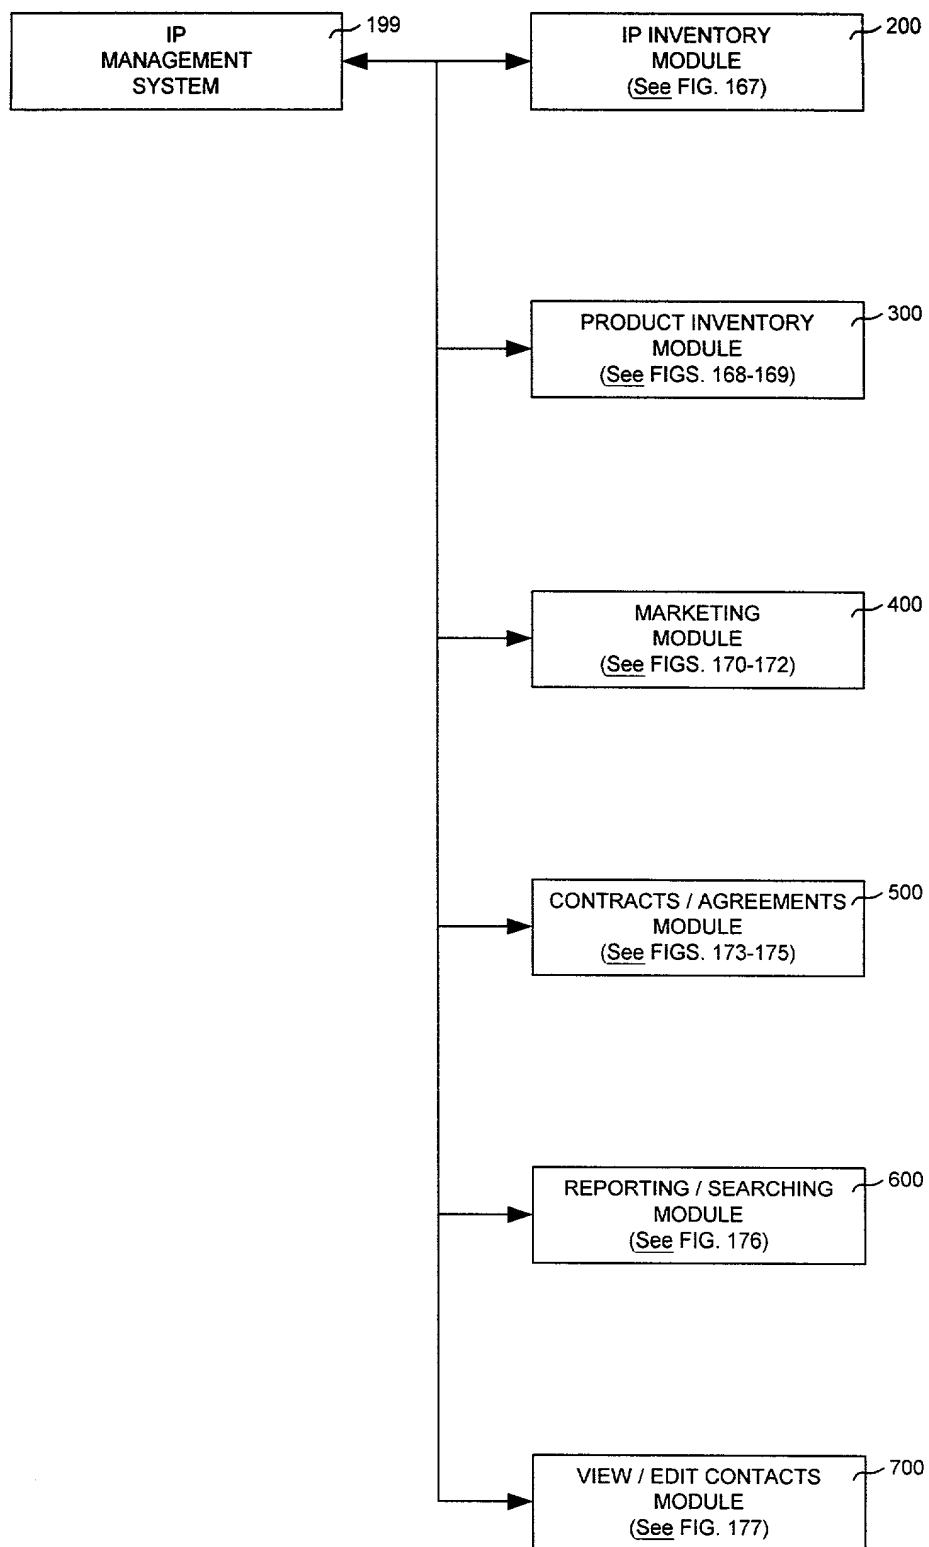 IP
MANAGEMENT
SYSTEM
199
IP INVENTORY
MODULE
(See FIG. 167)
200
PRODUCT INVENTORY
MODULE
(See FIGS. 168-169)
300
MARKETING
MODULE
(See FIGS. 170-172)
400
CONTRACTS / AGREEMENTS
MODULE
(See FIGS. 173-175)
500
REPORTING / SEARCHING
MODULE
(See FIG. 176)
600
VIEW / EDIT CONTACTS
MODULE
(See FIG. 177)
700